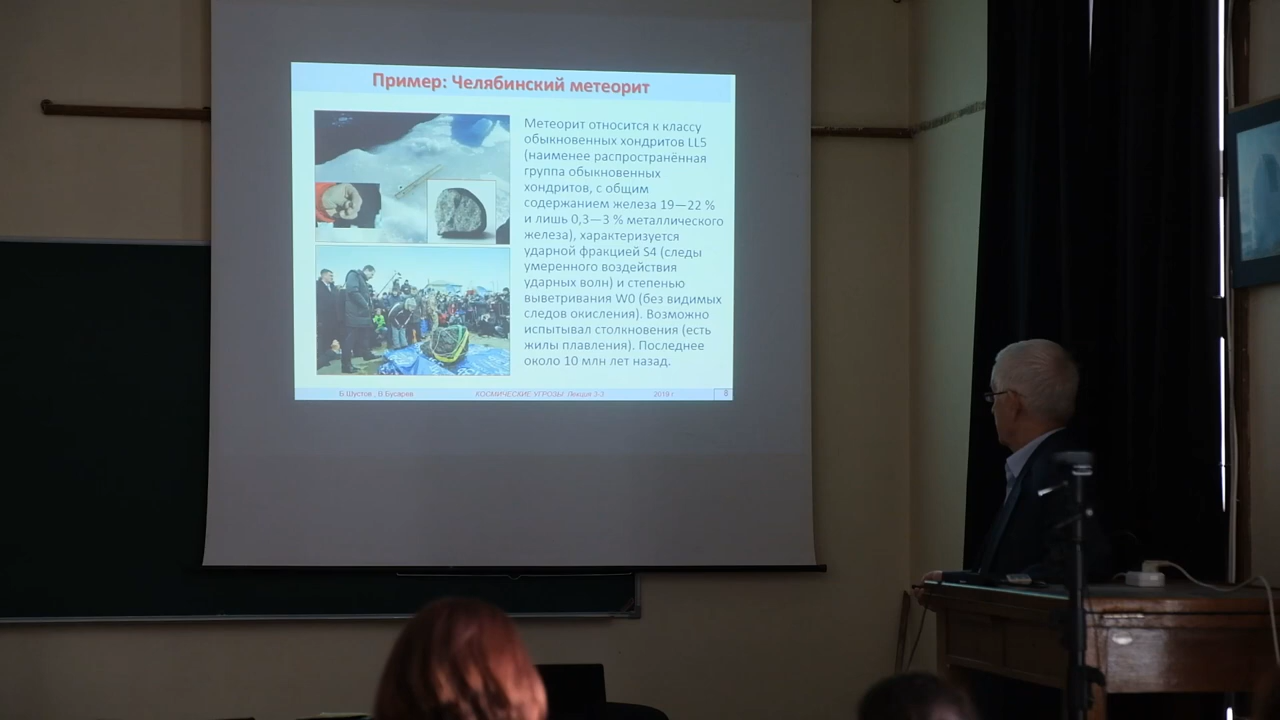 Пример: Челябинский метеорит
Метеорит относится к классу
обыкновенных хондритов LL5
(наименее распространённая
группа обыкновенных
хондритов, с общим
содержанием железа 19—22 %
и лишь 0,3—3 % металлического
железа), характеризуется
ударной фракцией S4 (следы
умеренного воздействия
ударных волн) и степенью
выветривания W0 (без видимых
следов окисления). Возможно
испытывал столкновения (есть
жилы плавления). Последнее
около 10 млн лет назад.
Б.Шустов , В.Бусарев КОСМИЧЕСКИЕ УГРОЗЫ: Лекция 3-3 2019 г. 8